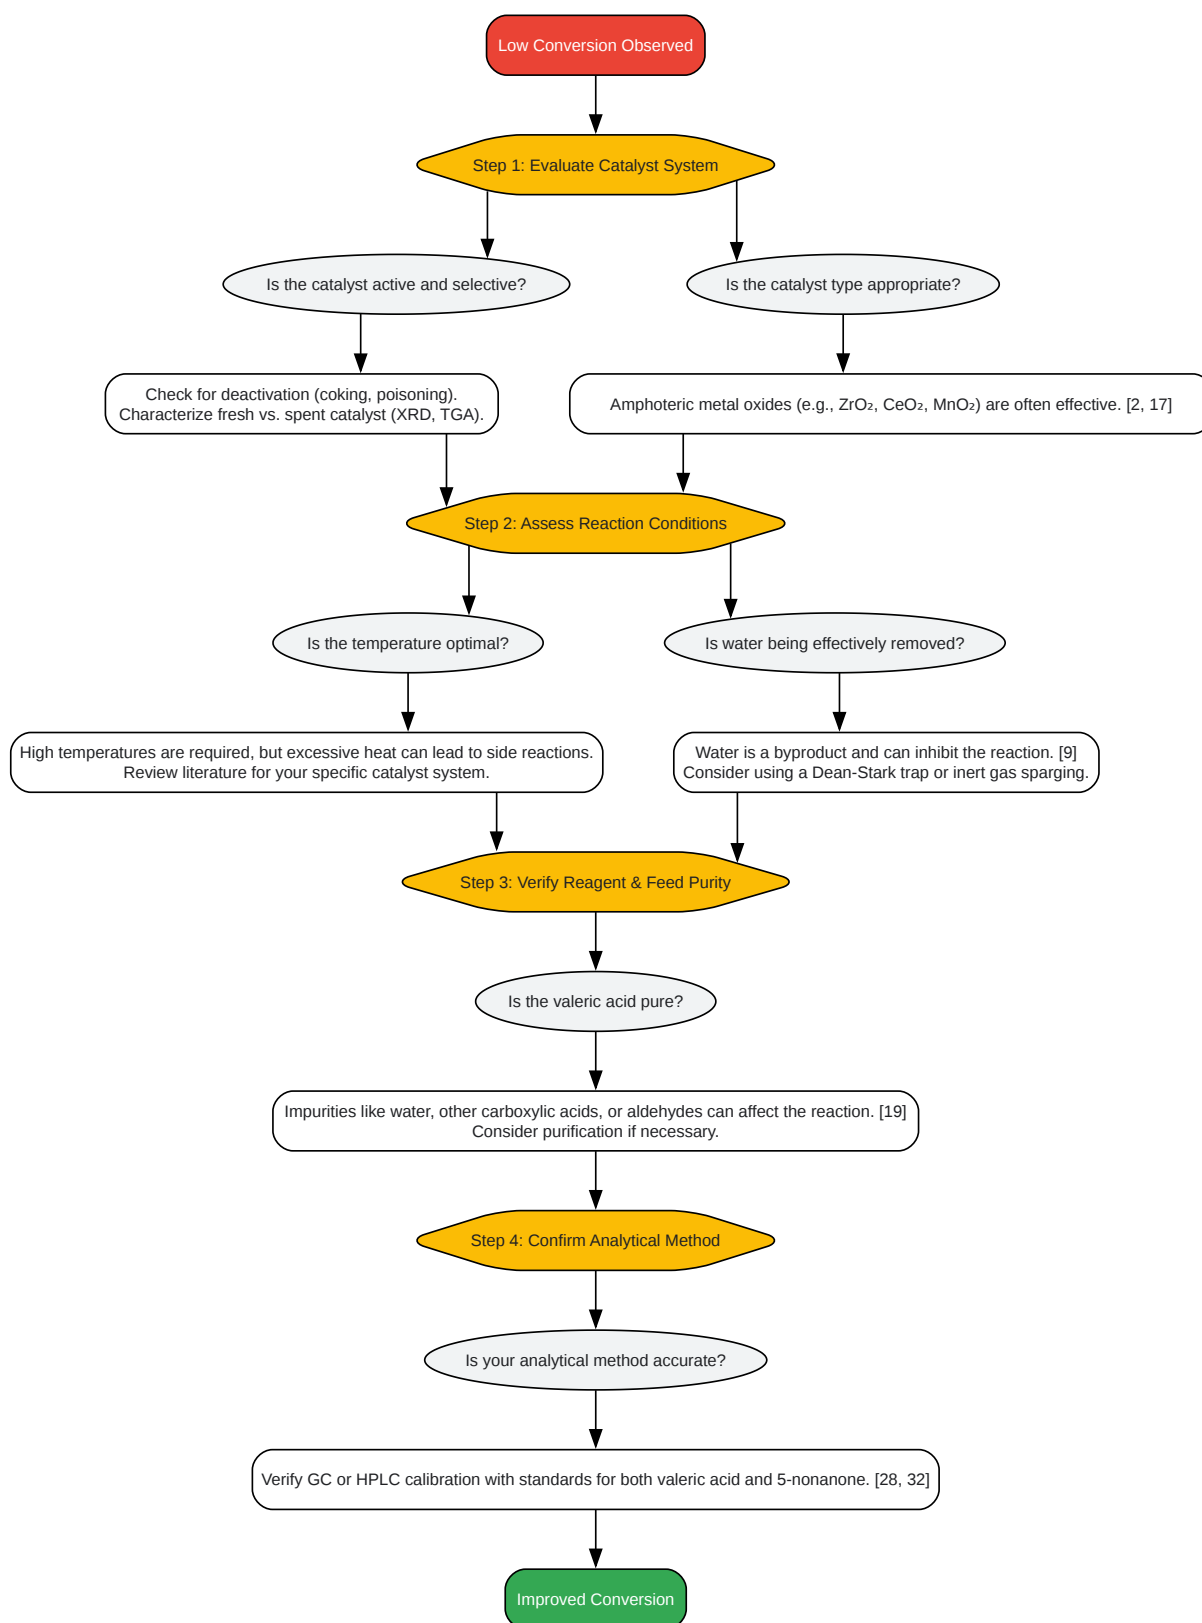 Low Conversion Observed
Step 1: Evaluate Catalyst System
Is the catalyst active and selective?
Is the catalyst type appropriate?
Check for deactivation (coking, poisoning).
Characterize fresh vs. spent catalyst (XRD, TGA).
Amphoteric metal oxides (e.g., ZrO₂, CeO₂, MnO₂) are often effective. [2, 17]
Step 2: Assess Reaction Conditions
Is the temperature optimal?
Is water being effectively removed?
High temperatures are required, but excessive heat can lead to side reactions.
Review literature for your specific catalyst system.
Water is a byproduct and can inhibit the reaction. [9]
Consider using a Dean-Stark trap or inert gas sparging.
Step 3: Verify Reagent & Feed Purity
Is the valeric acid pure?
Impurities like water, other carboxylic acids, or aldehydes can affect the reaction. [19]
Consider purification if necessary.
Step 4: Confirm Analytical Method
Is your analytical method accurate?
Verify GC or HPLC calibration with standards for both valeric acid and 5-nonanone. [28, 32]
Improved Conversion